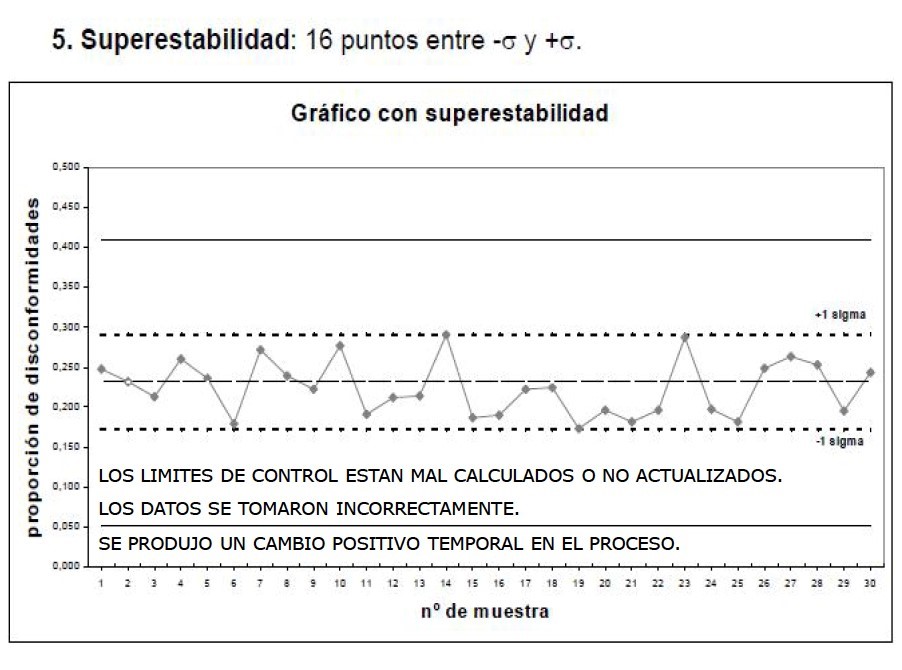 5. Superestabilidad: 16 puntos entre -σ y +σ.
Gráfico con superestabilidad
proporción de disconformidades
0,500
0,450
0,400
0,350
0,300
0,250
0,200
0,150
0,100
0,050
0,000
+1 sigma
-1 sigma
LOS LIMITES DE CONTROL ESTAN MAL CALCULADOS O NO ACTUALIZADOS.
LOS DATOS SE TOMARON INCORRECTAMENTE.
SE PRODUJO UN CAMBIO POSITIVO TEMPORAL EN EL PROCESO.
1 2 3 4 5 6 7 8 9 10 11 12 13 14 15 16 17 18 19 20 21 22 23 24 25 26 27 28 29 30
nº de muestra